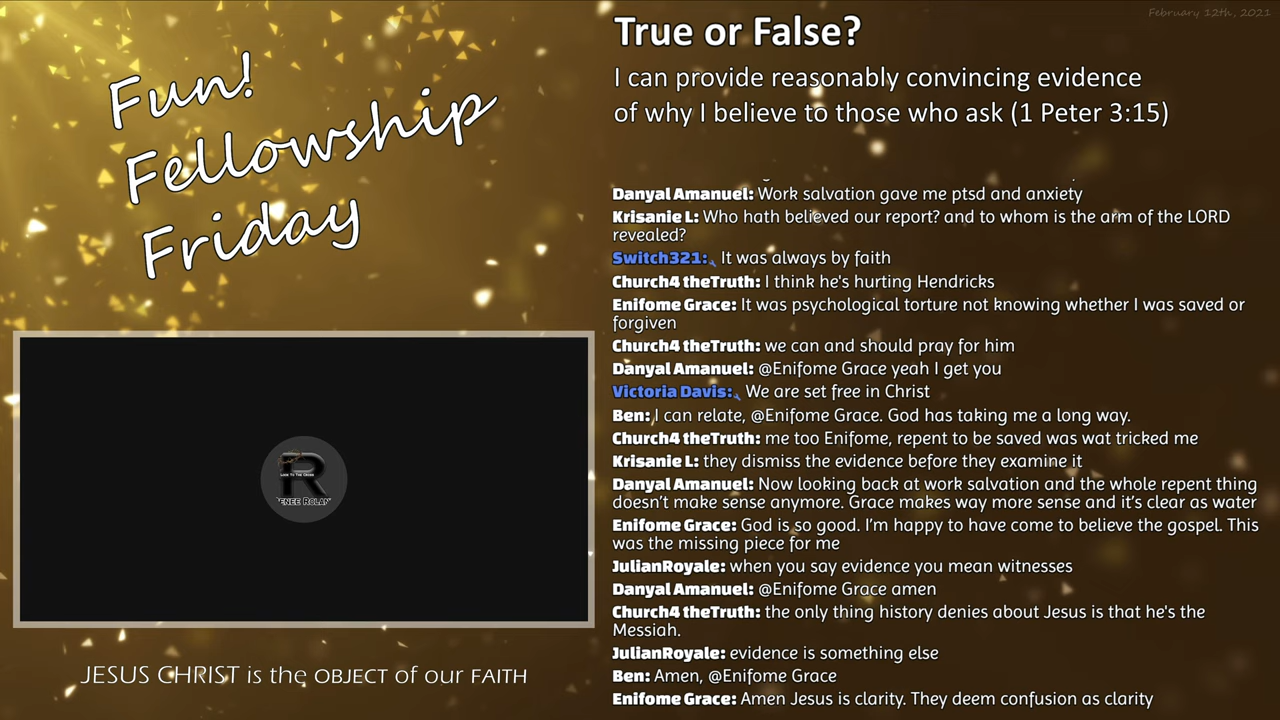 February 12th, 2021
True or False?
I can provide reasonably convincing evidence
of why I believe to those who ask (1 Peter 3:15)
Fun!
Fellowship
Friday
LOOK TO THE CROSS
RENEE ROLAN
JESUS CHRIST is the OBJECT of our FAITH
Danyal Amanuel: Work salvation gave me ptsd and anxiety
Krisanie L: Who hath believed our report? and to whom is the arm of the LORD
revealed?
Switch321: It was always by faith
Church4 theTruth: I think he's hurting Hendricks
Enifome Grace: It was psychological torture not knowing whether I was saved or
forgiven
Church4 theTruth: we can and should pray for him
Danyal Amanuel: @Enifome Grace yeah I get you
Victoria Davis: We are set free in Christ
Ben: I can relate, @Enifome Grace. God has taking me a long way.
Church4 theTruth: me too Enifome, repent to be saved was wat tricked me
Krisanie L: they dismiss the evidence before they examine it
Danyal Amanuel: Now looking back at work salvation and the whole repent thing
doesn't make sense anymore. Grace makes way more sense and it's clear as water
Enifome Grace: God is so good. I'm happy to have come to believe the gospel. This
was the missing piece for me
JulianRoyale: when you say evidence you mean witnesses
Danyal Amanuel: @Enifome Grace amen
Church4 theTruth: the only thing history denies about Jesus is that he's the
Messiah.
JulianRoyale: evidence is something else
Ben: Amen, @Enifome Grace
Enifome Grace: Amen Jesus is clarity. They deem confusion as clarity